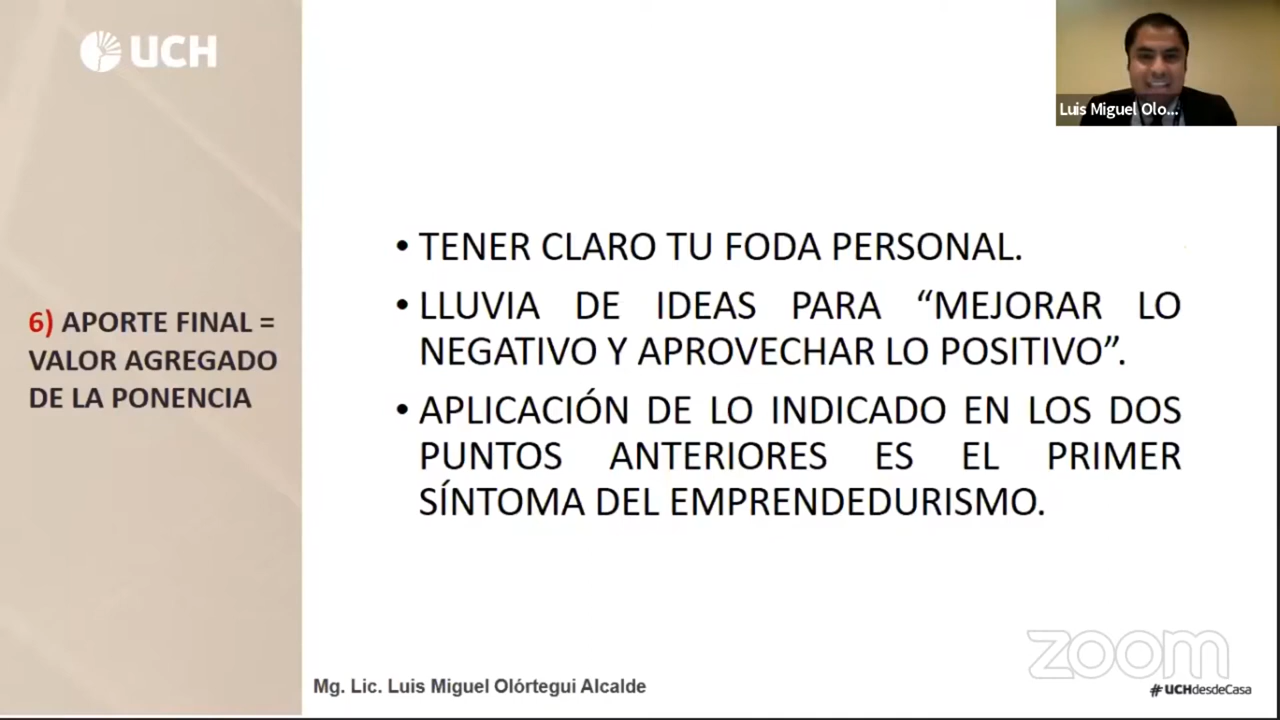 UCH
Luis Miguel Olo...
• TENER CLARO TU FODA PERSONAL.
• LLUVIA DE IDEAS PARA “MEJORAR LO
NEGATIVO Y APROVECHAR LO POSITIVO”.
6) APORTE FINAL =
VALOR AGREGADO
DE LA PONENCIA
• APLICACIÓN DE LO INDICADO EN LOS DOS
PUNTOS ANTERIORES ES EL PRIMER
SÍNTOMA DEL EMPRENDEDURISMO.
zoom
Mg. Lic. Luis Miguel Olórtegui Alcalde
#UCHdesdeCasa